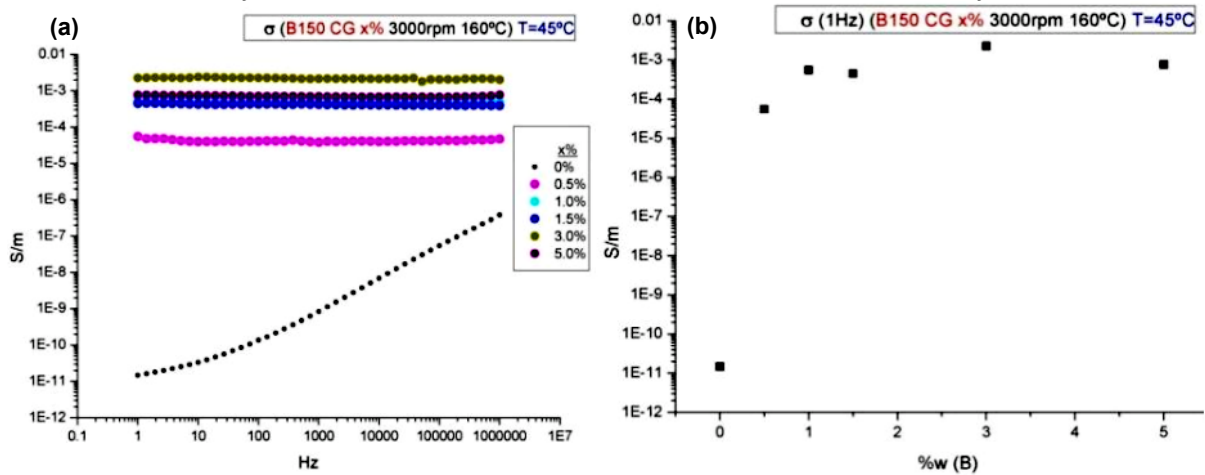 (a)
σ (B150 CG x% 3000rpm 160ºC) T=45ºC
0.01
1E-3
1E-4
1E-5
1E-6
1E-7
1E-8
1E-9
1E-10
1E-11
1E-12
S/m
0.1
1
10
100
1000
10000
100000
1000000
1E7
Hz
x%
0%
0.5%
1.0%
1.5%
3.0%
5.0%
(b)
σ (1Hz) (B150 CG x% 3000rpm 160ºC) T=45ºC
0.01
1E-3
1E-4
1E-5
1E-6
1E-7
1E-8
1E-9
1E-10
1E-11
1E-12
S/m
0
1
2
3
4
5
%w (B)